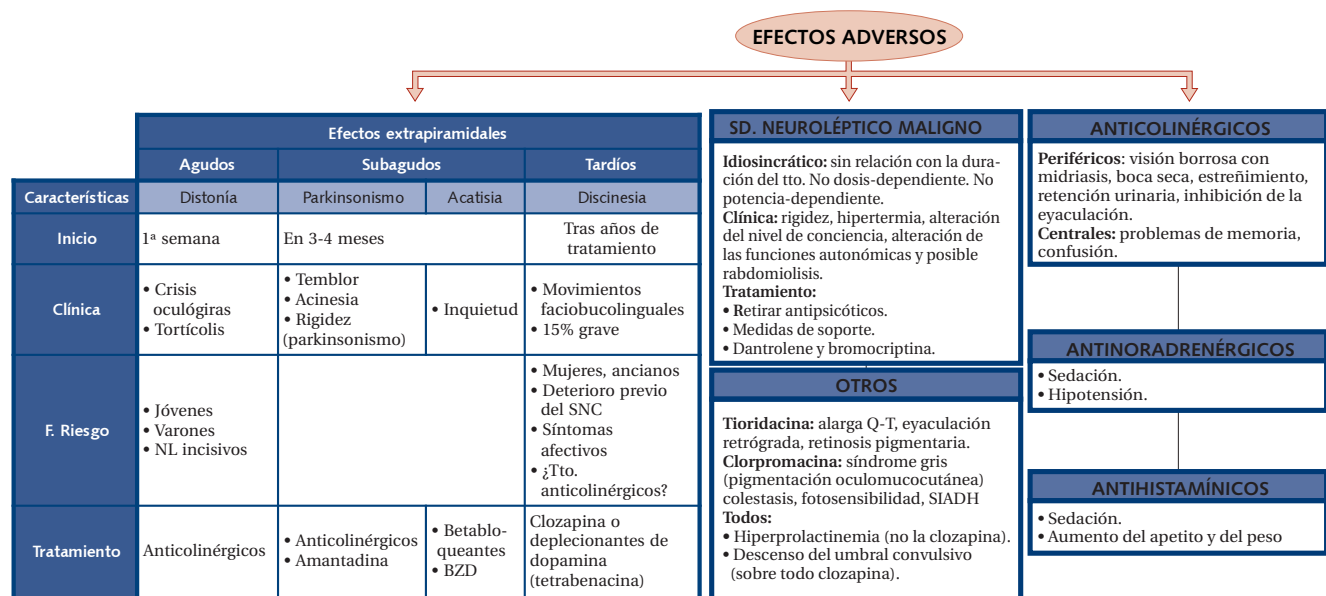 EFECTOS ADVERSOS
Efectos extrapiramidales
Agudos
Subagudos
Tardíos
Características
Distonía
Parkinsonismo
Acatisia
Discinesia
Inicio
1ª semana
En 3-4 meses
Tras años de
tratamiento
Clínica
• Crisis
oculógiras
• Tortícolis
• Temblor
• Acinesia
• Rigidez
(parkinsonismo)
• Inquietud
• Movimientos
faciobucolinguales
• 15% grave
F. Riesgo
• Jóvenes
• Varones
• NL incisivos
• Mujeres, ancianos
• Deterioro previo
del SNC
• Síntomas
afectivos
• ¿Tto.
anticolinérgicos?
Tratamiento
Anticolinérgicos
• Anticolinérgicos
• Amantadina
• Betablo-
queantes
• BZD
Clozapina o
deplecionantes de
dopamina
(tetrabenacina)
SD. NEUROLÉPTICO MALIGNO
Idiosincrático: sin relación con la dura-
ción del tto. No dosis-dependiente. No
potencia-dependiente.
Clínica: rigidez, hipertermia, alteración
del nivel de conciencia, alteración de
las funciones autonómicas y posible
rabdomiolisis.
Tratamiento:
• Retirar antipsicóticos.
• Medidas de soporte.
• Dantrolene y bromocriptina.
OTROS
Tioridacina: alarga Q-T, eyaculación
retrógrada, retinosis pigmentaria.
Clorpromacina: síndrome gris
(pigmentación oculomucocutánea)
colestasis, fotosensibilidad, SIADH
Todos:
• Hiperprolactinemia (no la clozapina).
• Descenso del umbral convulsivo
(sobre todo clozapina).
ANTICOLINÉRGICOS
Periféricos: visión borrosa con
midriasis, boca seca, estreñimiento,
retención urinaria, inhibición de la
eyaculación.
Centrales: problemas de memoria,
confusión.
ANTINORADRENÉRGICOS
• Sedación.
• Hipotensión.
ANTIHISTAMÍNICOS
• Sedación.
• Aumento del apetito y del peso